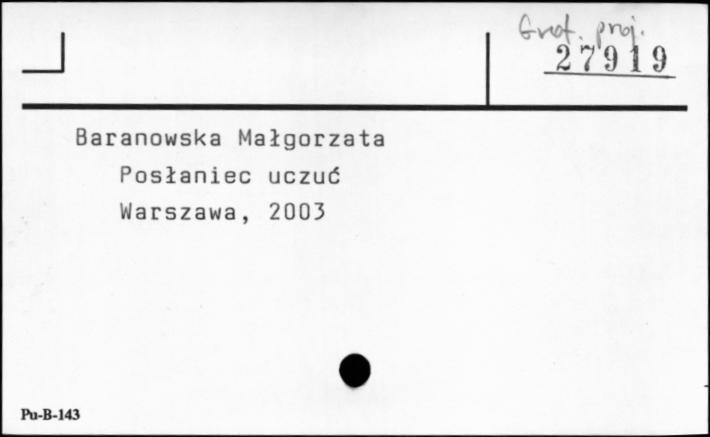 Graf. proj.
27919
Baranowska Małgorzata
Posłaniec uczuć
Warszawa, 2003
Pu-B-143